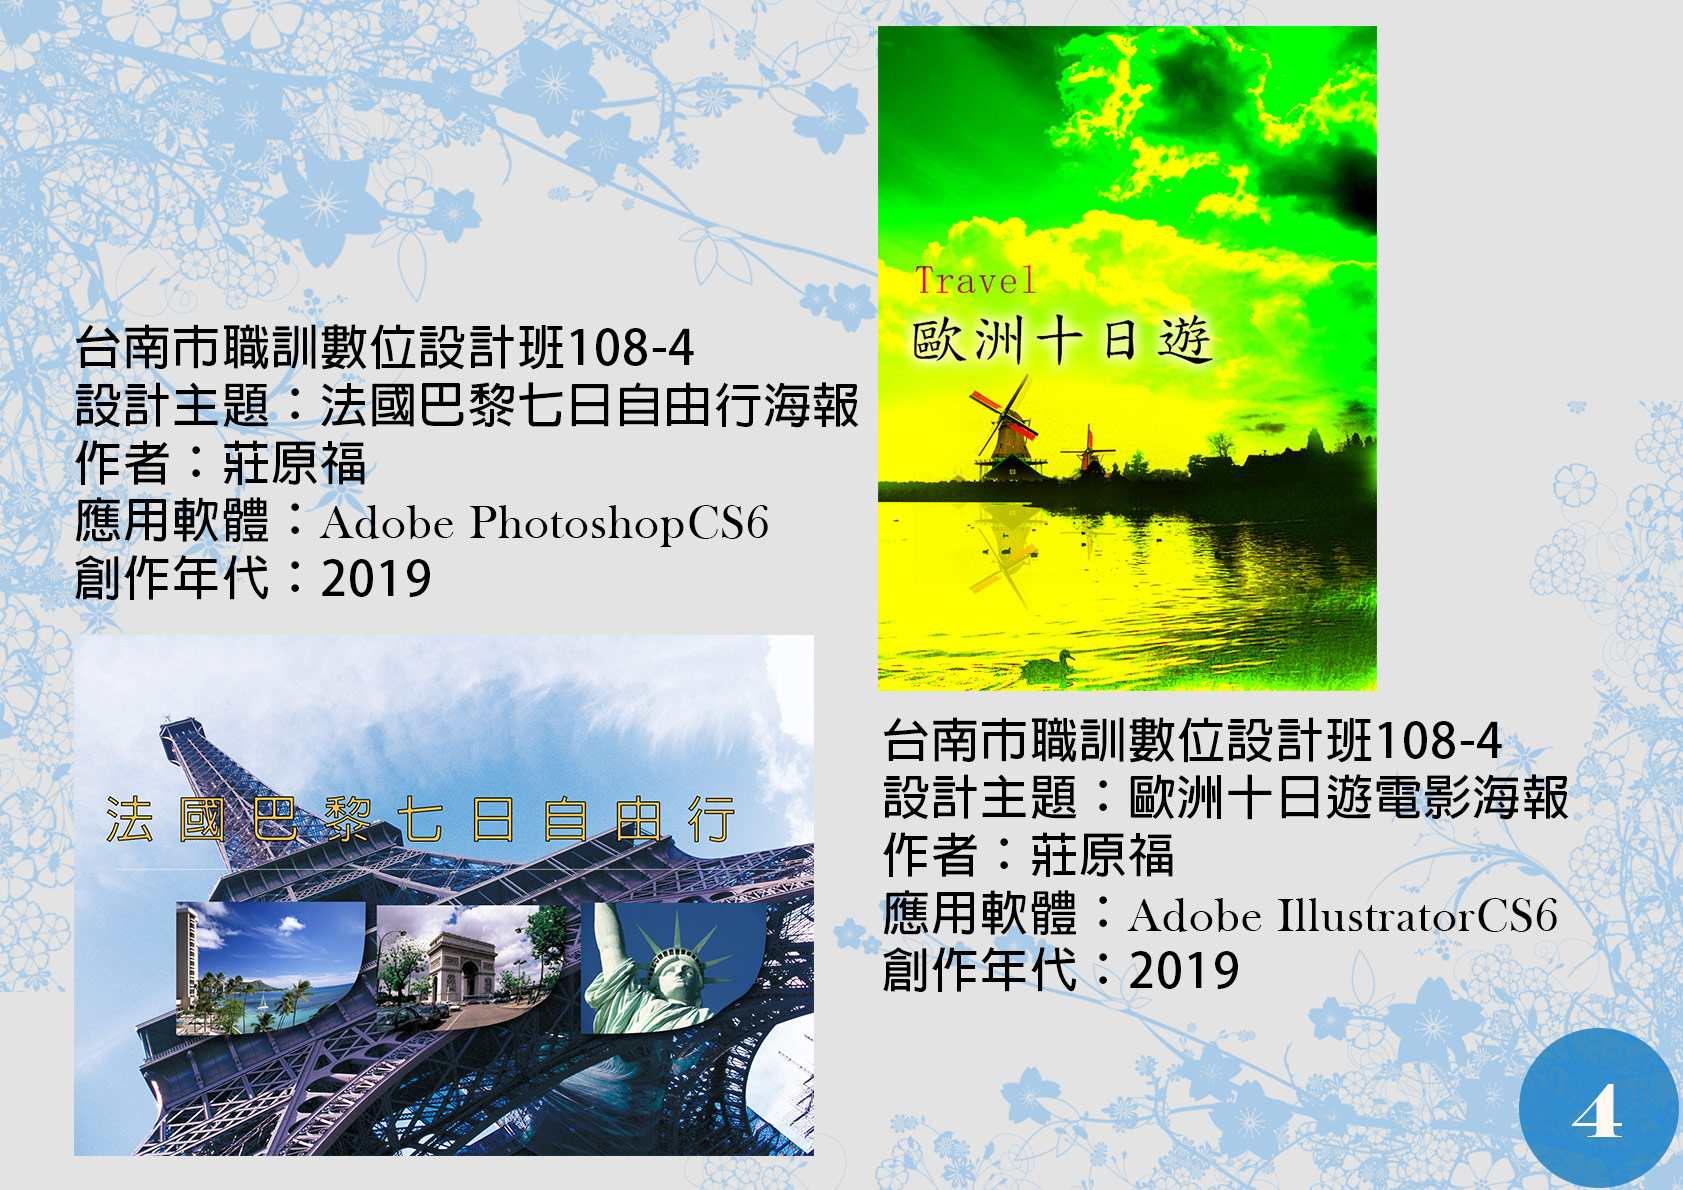 台南市職訓數位設計班108-4
設計主題：法國巴黎七日自由行海報
作者：莊原福
應用軟體：Adobe PhotoshopCS6
創作年代：2019
法國巴黎七日自由行
Travel
歐洲十日遊
台南市職訓數位設計班108-4
設計主題：歐洲十日遊電影海報
作者：莊原福
應用軟體：Adobe IllustratorCS6
創作年代：2019
4